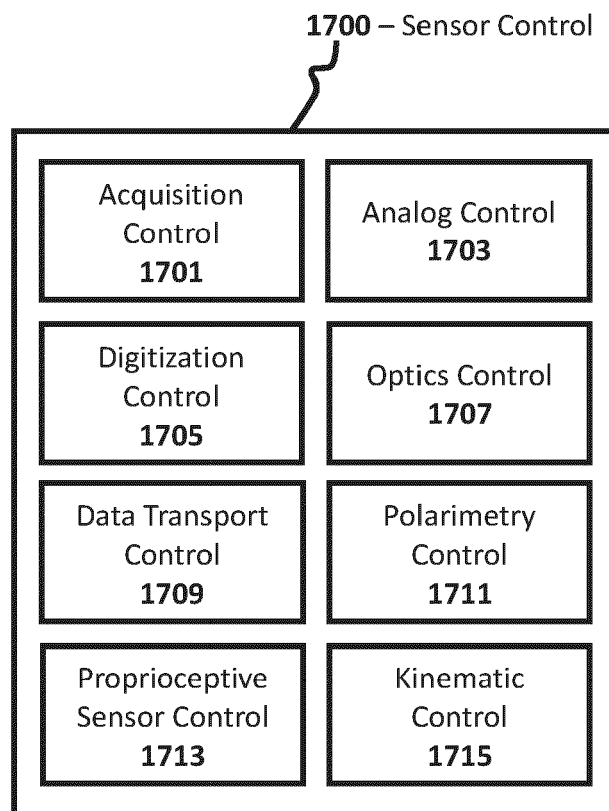 1700 – Sensor Control
Acquisition
Control
1701
Analog Control
1703
Digitization
Control
1705
Optics Control
1707
Data Transport
Control
1709
Polarimetry
Control
1711
Proprioceptive
Sensor Control
1713
Kinematic
Control
1715